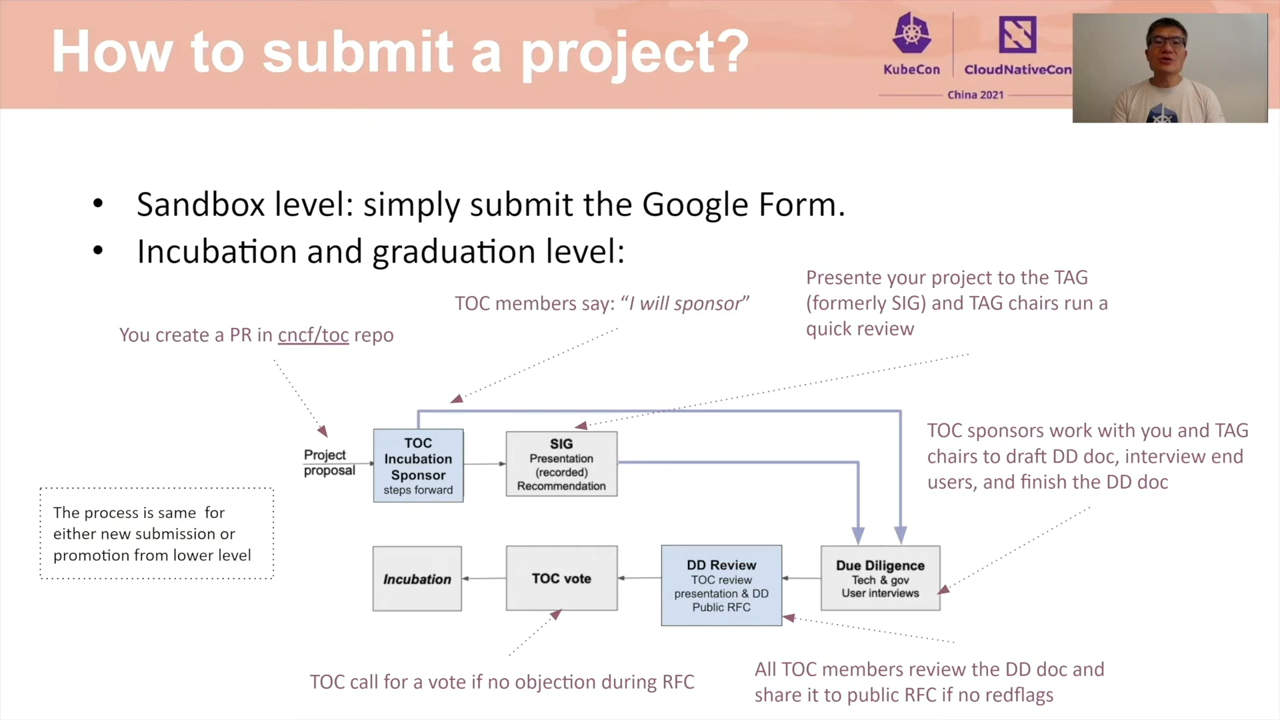 How to submit a project?
KubeCon
CloudNativeCon
China 2021
• Sandbox level: simply submit the Google Form.
• Incubation and graduation level:
Presente your project to the TAG
(formerly SIG) and TAG chairs run a
quick review
TOC members say: “I will sponsor”
You create a PR in cncf/toc repo
TOC sponsors work with you and TAG
chairs to draft DD doc, interview end
users, and finish the DD doc
Project
proposal
TOC
Incubation
Sponsor
steps forward
SIG
Presentation
(recorded)
Recommendation
The process is same for
either new submission or
promotion from lower level
Incubation
TOC vote
DD Review
TOC review
presentation & DD
Public RFC
Due Diligence
Tech & gov
User interviews
TOC call for a vote if no objection during RFC
All TOC members review the DD doc and
share it to public RFC if no redflags